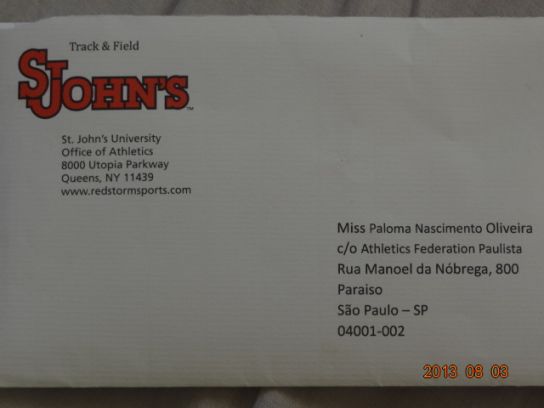 Track & Field
ST JOHN'S™
St. John's University
Office of Athletics
8000 Utopia Parkway
Queens, NY 11439
www.redstormsports.com
Miss Paloma Nascimento Oliveira
c/o Athletics Federation Paulista
Rua Manoel da Nóbrega, 800
Paraiso
São Paulo – SP
04001-002
2013 08 03